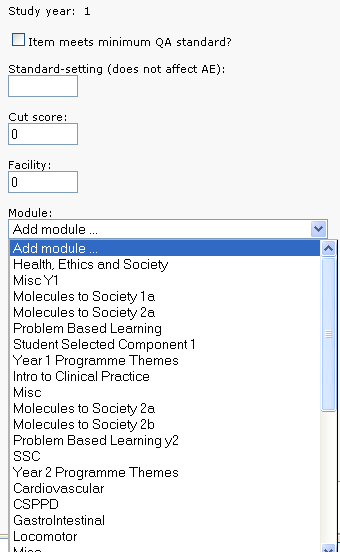 Study year: 1
Item meets minimum QA standard?
Standard-setting (does not affect AE):
Cut score:
0
Facility:
0
Module:
Add module ...
Add module ...
Health, Ethics and Society
Misc Y1
Molecules to Society 1a
Molecules to Society 2a
Problem Based Learning
Student Selected Component 1
Year 1 Programme Themes
Intro to Clinical Practice
Misc
Molecules to Society 2a
Molecules to Society 2b
Problem Based Learning y2
SSC
Year 2 Programme Themes
Cardiovascular
CSPPD
GastroIntestinal
Locomotor
Misc